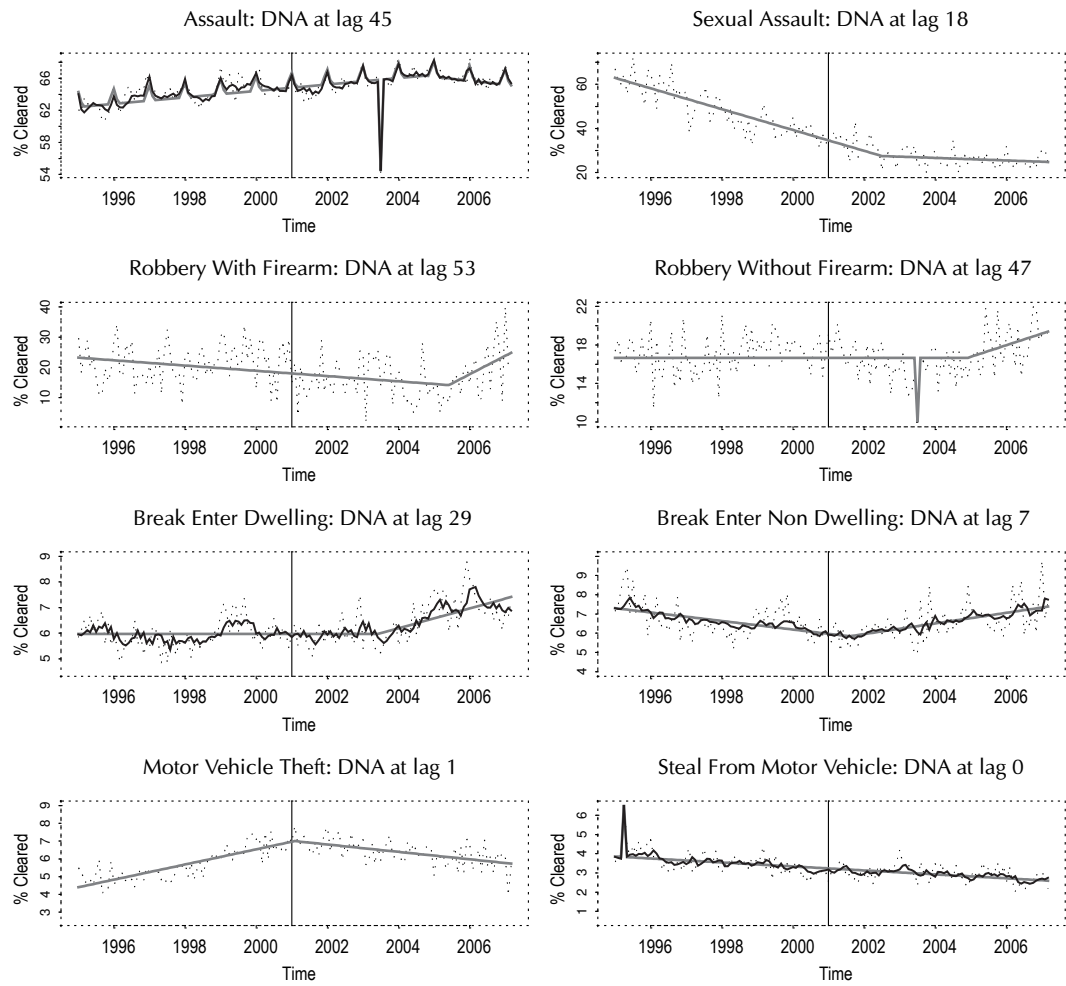 Assault: DNA at lag 45
% Cleared
54 58 62 66
1996 1998 2000 2002 2004 2006
Time
Sexual Assault: DNA at lag 18
% Cleared
20 40 60
1996 1998 2000 2002 2004 2006
Time
Robbery With Firearm: DNA at lag 53
% Cleared
10 20 30 40
1996 1998 2000 2002 2004 2006
Time
Robbery Without Firearm: DNA at lag 47
% Cleared
10 14 16 18 22
1996 1998 2000 2002 2004 2006
Time
Break Enter Dwelling: DNA at lag 29
% Cleared
5 6 7 8 9
1996 1998 2000 2002 2004 2006
Time
Break Enter Non Dwelling: DNA at lag 7
% Cleared
4 5 6 7 8 9
1996 1998 2000 2002 2004 2006
Time
Motor Vehicle Theft: DNA at lag 1
% Cleared
3 4 5 6 7 9
1996 1998 2000 2002 2004 2006
Time
Steal From Motor Vehicle: DNA at lag 0
% Cleared
1 2 3 4 5 6
1996 1998 2000 2002 2004 2006
Time